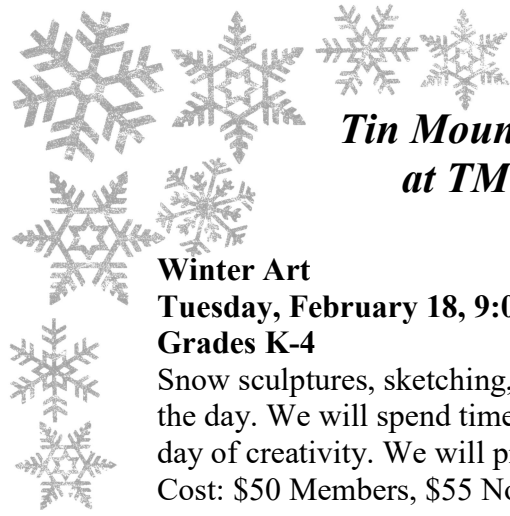 Tin Moun
at TM
Winter Art
Tuesday, February 18, 9:0
Grades K-4
Snow sculptures, sketching,
the day. We will spend time
day of creativity. We will p
Cost: $50 Members, $55 No